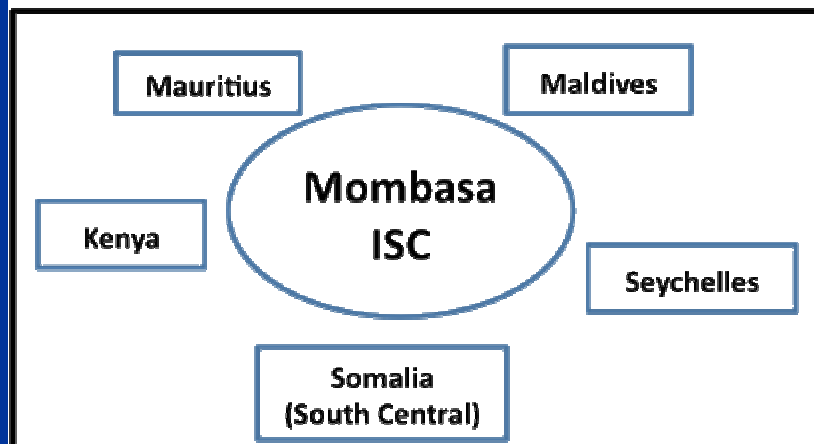 Mauritius
Maldives
Mombasa
ISC
Kenya
Seychelles
Somalia
(South Central)